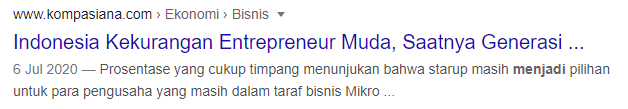 www.kompasiana.com › Ekonomi › Bisnis
Indonesia Kekurangan Entrepreneur Muda, Saatnya Generasi ...
6 Jul 2020 — Prosentase yang cukup timpang menunjukan bahwa starup masih menjadi pilihan
untuk para pengusaha yang masih dalam taraf bisnis Mikro ...